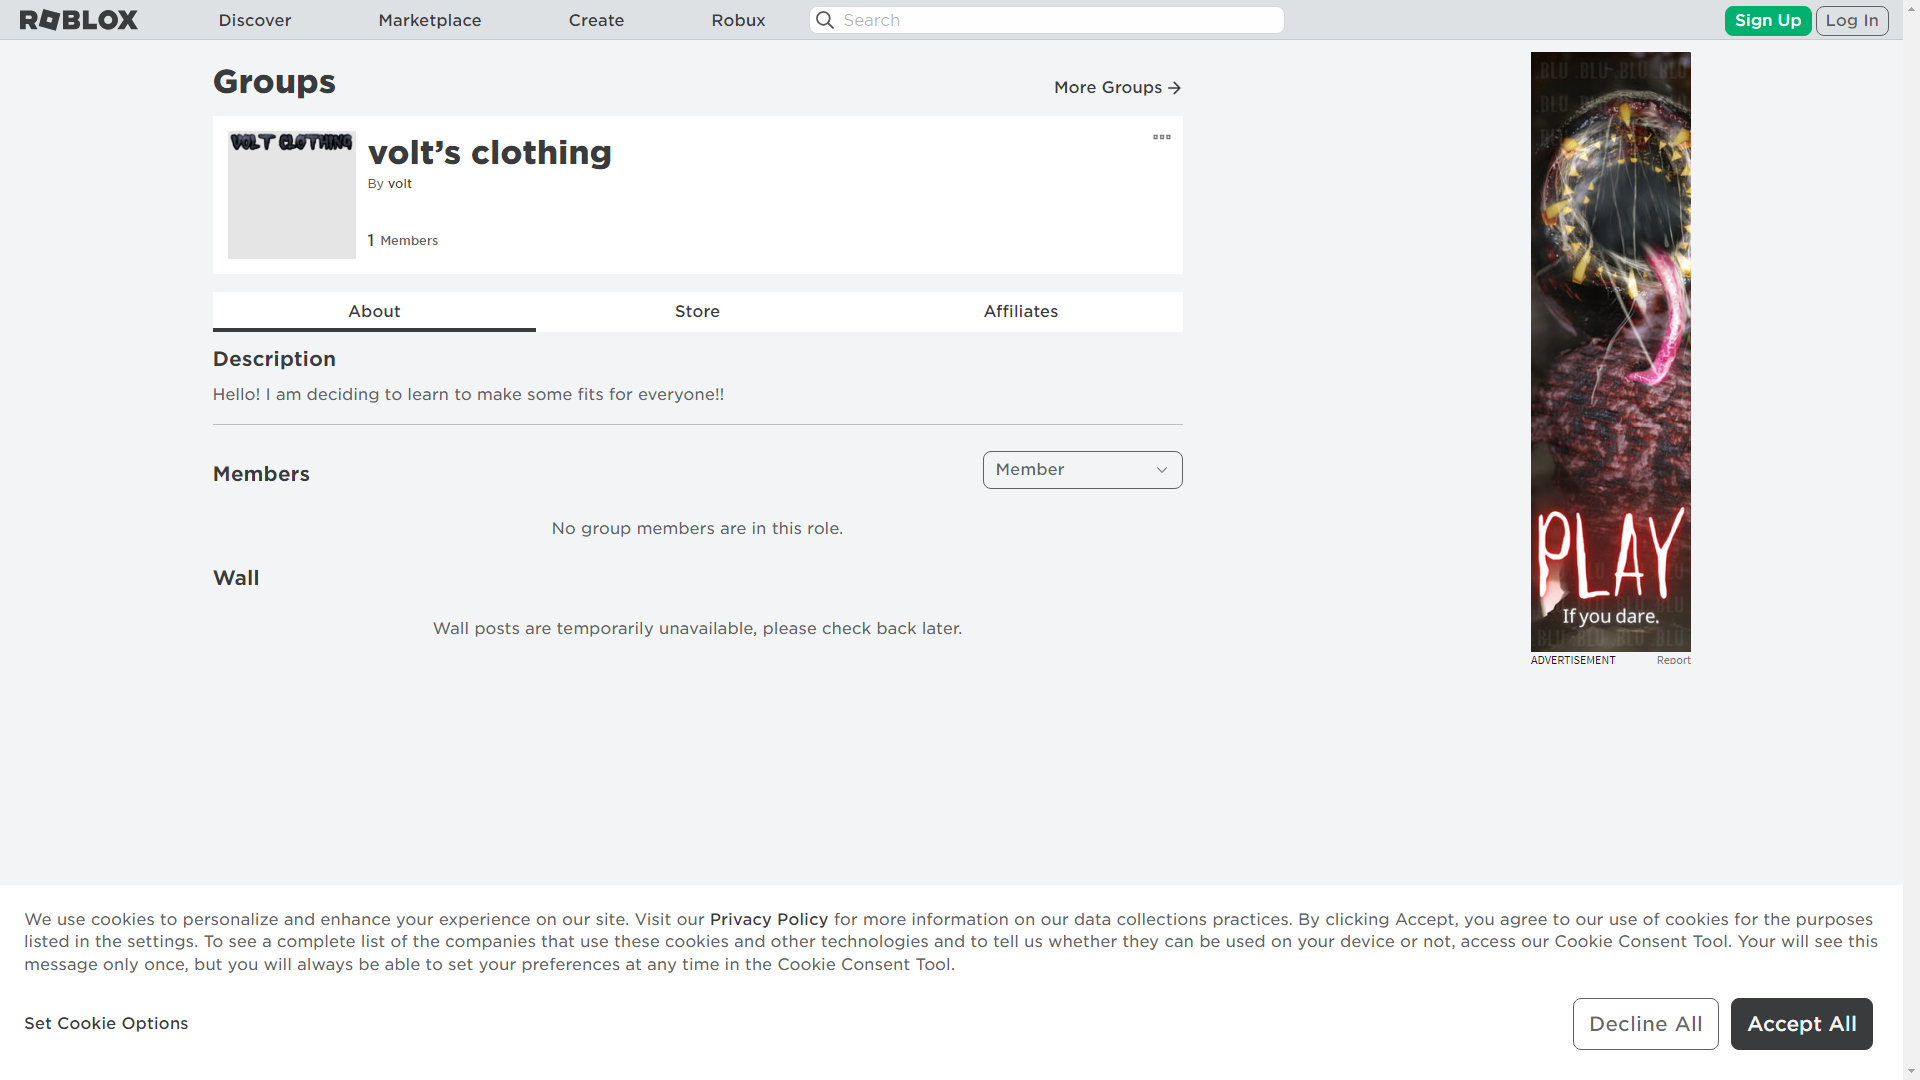 ROBLOX
Discover
Marketplace
Create
Robux
Search
Sign Up
Log In
Groups
More Groups
VOLT CLOTHING
volt’s clothing
By volt
1 Members
About
Store
Affiliates
Description
Hello! I am deciding to learn to make some fits for everyone!!
Members
Member
No group members are in this role.
Wall
Wall posts are temporarily unavailable, please check back later.
PLAY
If you dare.
ADVERTISEMENT
Report
We use cookies to personalize and enhance your experience on our site. Visit our Privacy Policy for more information on our data collections practices. By clicking Accept, you agree to our use of cookies for the purposes
listed in the settings. To see a complete list of the companies that use these cookies and other technologies and to tell us whether they can be used on your device or not, access our Cookie Consent Tool. Your will see this
message only once, but you will always be able to set your preferences at any time in the Cookie Consent Tool.
Set Cookie Options
Decline All
Accept All